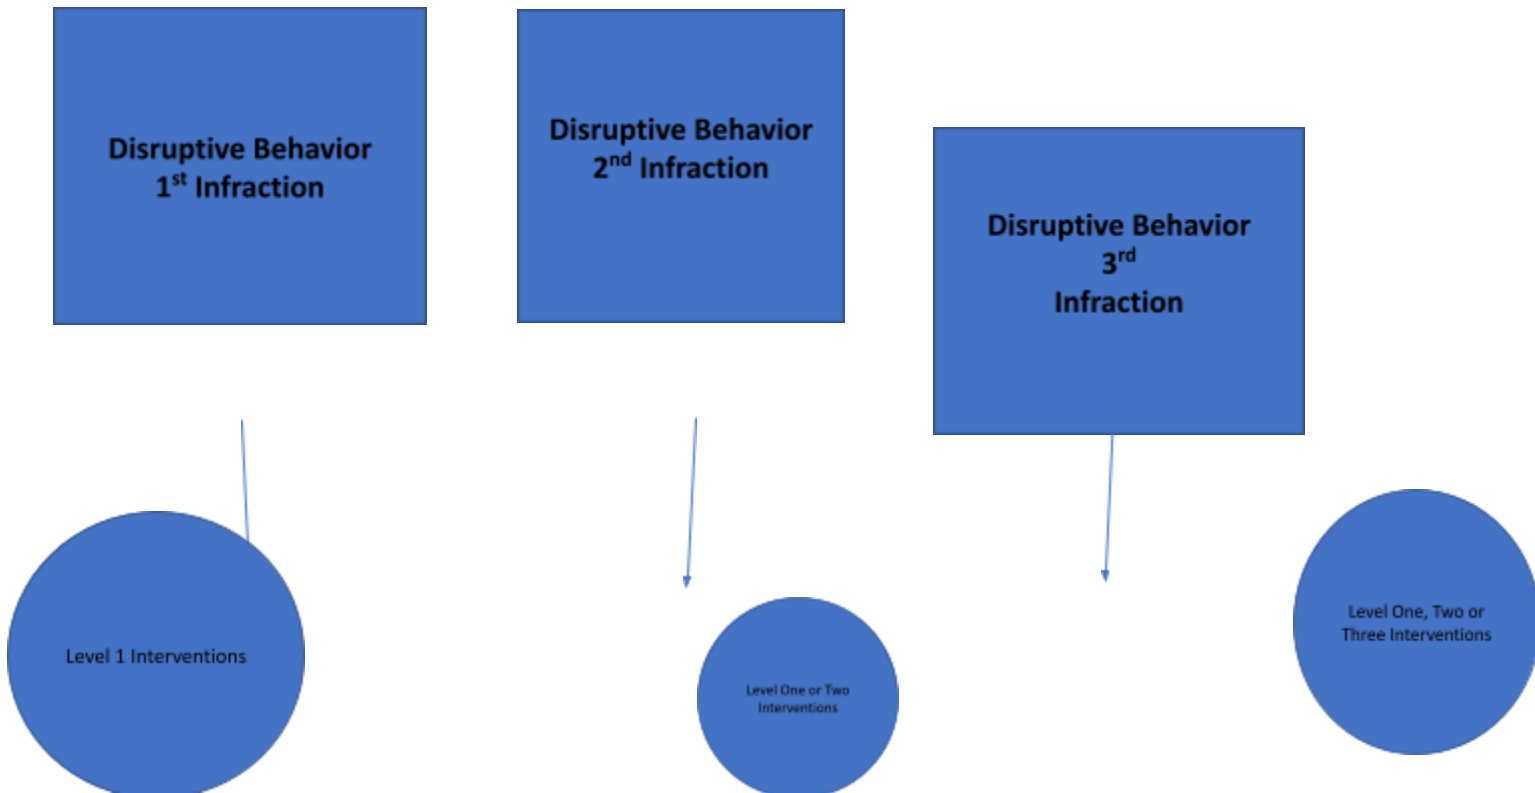 Disruptive Behavior
1st Infraction
Disruptive Behavior
2nd Infraction
Disruptive Behavior
3rd
Infraction
Level 1 Interventions
Level One or Two
Interventions
Level One, Two or
Three Interventions